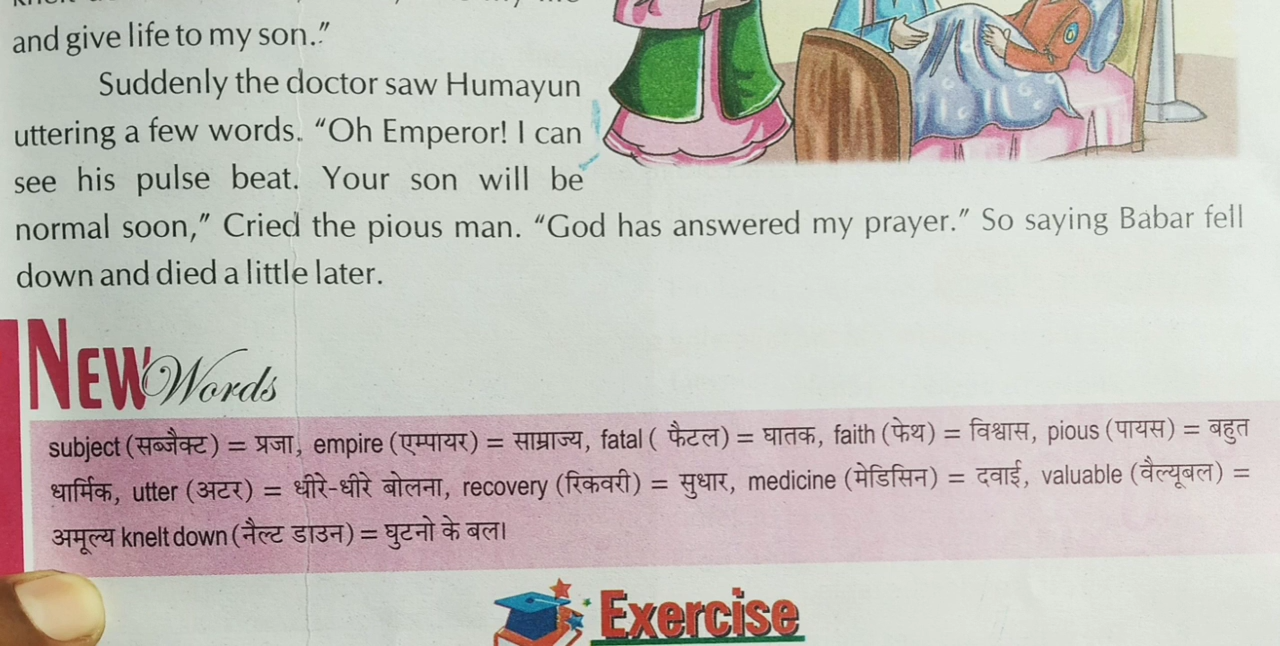 and give life to my son.”
Suddenly the doctor saw Humayun
uttering a few words. “Oh Emperor! I can
see his pulse beat. Your son will be
normal soon,” Cried the pious man. “God has answered my prayer.” So saying Babar fell
down and died a little later.
NEW Words
subject (सब्जैक्ट) = प्रजा, empire (एम्पायर) = साम्राज्य, fatal ( फैटल) = घातक, faith (फेथ) = विश्वास, pious (पायस) = बहुत
धार्मिक, utter (अटर) = धीरे-धीरे बोलना, recovery (रिकवरी) = सुधार, medicine (मेडिसिन) = दवाई, valuable (वैल्यूबल) =
अमूल्य knelt down (नैल्ट डाउन) = घुटनो के बल।
Exercise